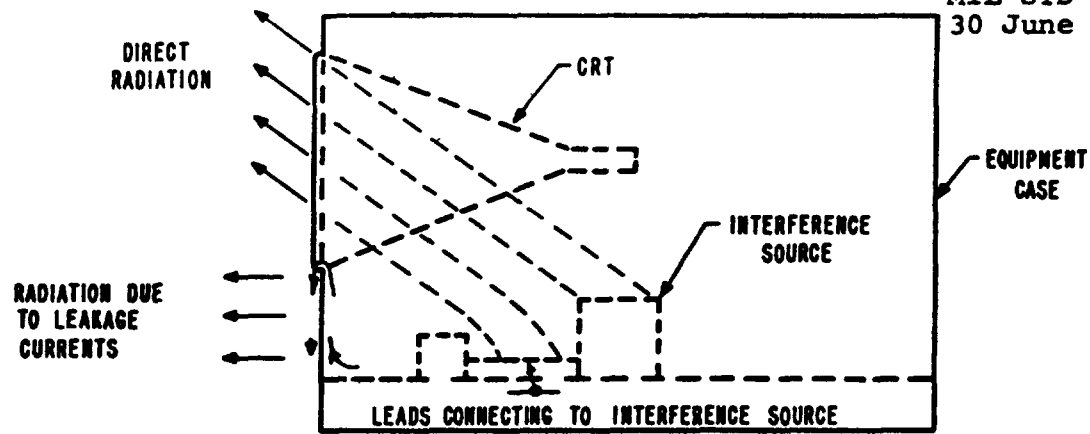 30 June
DIRECT
RADIATION
CRT
EQUIPMENT
CASE
INTERFERENCE
SOURCE
RADIATION DUE
TO LEAKAGE
CURRENTS
LEADS CONNECTING TO INTERFERENCE SOURCE